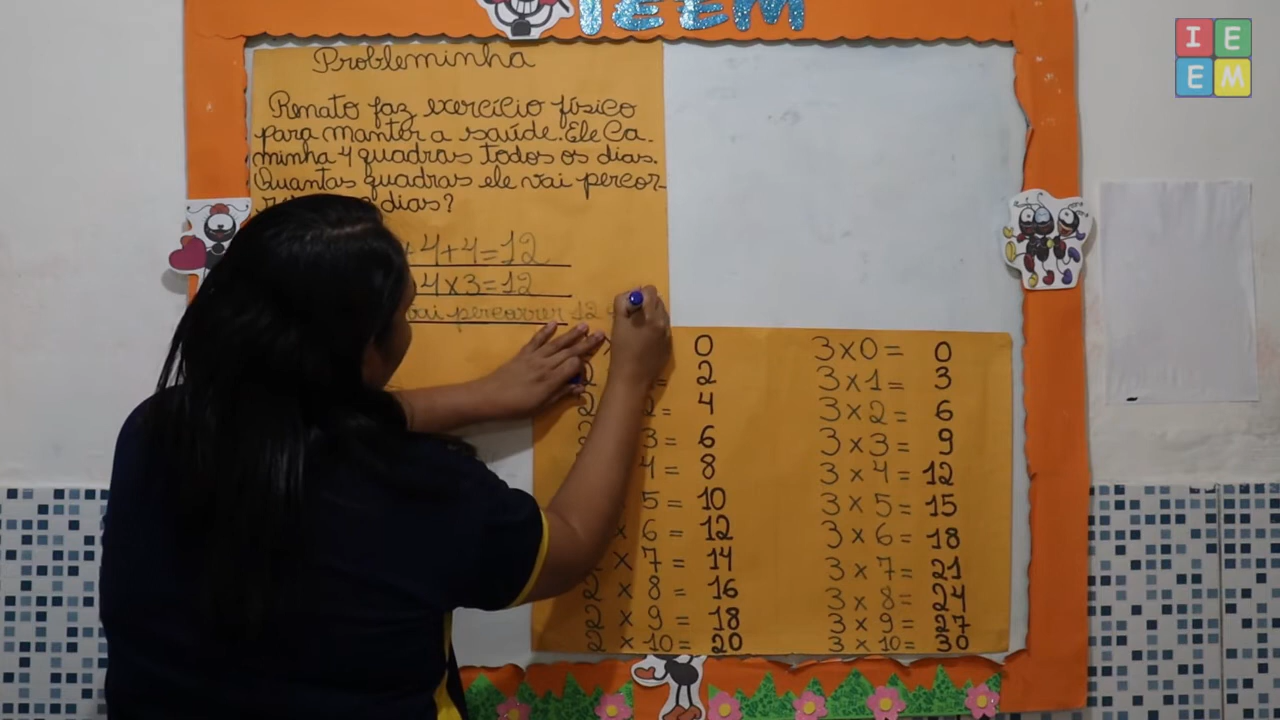 IEEM
I E
E M
Probleminha
Renato faz exercício físico
para manter a saúde. Ele Ca-
minha 4 quadras todos os dias.
Quantas quadras ele vai percor-
dias?
4+4=12
4x3=12
vai percorrer 12
0
2
2= 4
3= 6
4= 8
5= 10
x 6= 12
x 7= 14
2 x 8= 16
2 x 9= 18
2 x 10= 20
3x0= 0
3x1= 3
3x2= 6
3x3= 9
3x4= 12
3x5= 15
3x6= 18
3x7= 21
3x8= 24
3x9= 27
3x10= 30